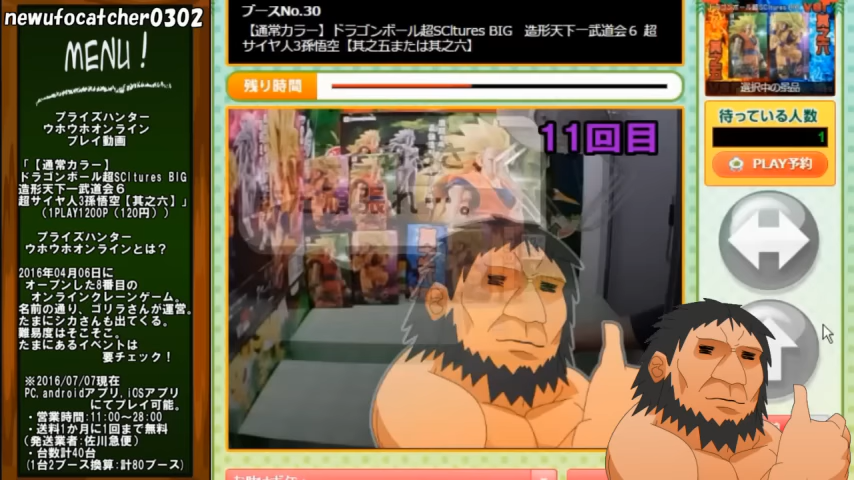 newufocatcher0302
MENU!
プライズハンター
ウホウホオンライン
プレイ動画
「【通常カラー】
ドラゴンボール超SCltures BIG
造形天下一武道会６
超サイヤ人3孫悟空【其之六】」
(1PLAY1200P（120円）)
プライズハンター
ウホウホオンラインとは？
2016年04月06日に
オープンした8番目の
オンラインクレーンゲーム。
名前の通り、ゴリラさんが運営。
たまにシカさんも出てくる。
難易度はそこそこ。
たまにあるイベントは
要チェック！
※2016/07/07現在
PC,androidアプリ,iOSアプリ
にてプレイ可能。
・営業時間:11:00～28:00
・送料1か月に1回まで無料
(発送業者:佐川急便)
・台数計40台
(1台2ブース換算:計80ブース)
ブースNo.30
【通常カラー】ドラゴンボール超SCltures BIG　造形天下一武道会６ 超
サイヤ人3孫悟空【其之五または其之六】
残り時間
11回目
頑張れ…。
其之六
選択中の景品
待っている人数
1
PLAY予約